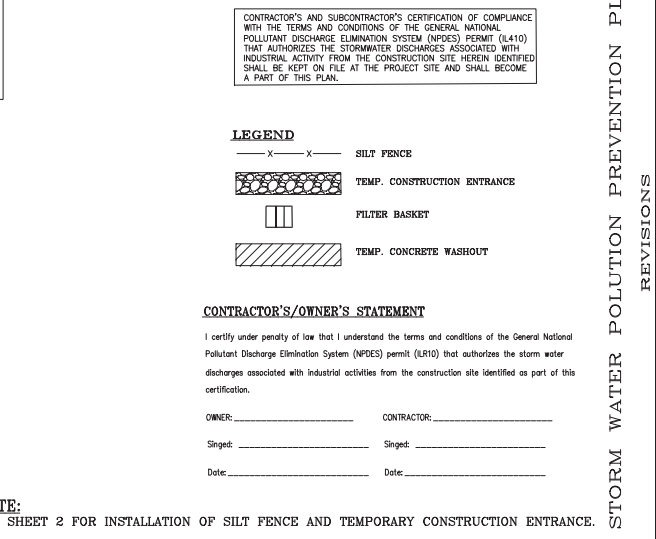 CONTRACTOR'S AND SUBCONTRACTOR'S CERTIFICATION OF COMPLIANCE
WITH THE TERMS AND CONDITIONS OF THE GENERAL NATIONAL
POLLUTANT DISCHARGE ELIMINATION SYSTEM (NPDES) PERMIT (IL410)
THAT AUTHORIZES THE STORMWATER DISCHARGES ASSOCIATED WITH
INDUSTRIAL ACTIVITY FROM THE CONSTRUCTION SITE HEREIN IDENTIFIED
SHALL BE KEPT ON FILE AT THE PROJECT SITE AND SHALL BECOME
A PART OF THIS PLAN.
LEGEND
X X SILT FENCE
TEMP. CONSTRUCTION ENTRANCE
FILTER BASKET
TEMP. CONCRETE WASHOUT
CONTRACTOR'S/OWNER'S STATEMENT
I certify under penalty of law that I understand the terms and conditions of the General National
Pollutant Discharge Elimination System (NPDES) permit (ILR10) that authorizes the storm water
discharges associated with industrial activities from the construction site identified as part of this
certification.
OWNER: CONTRACTOR:
Singed: Singed:
Date: Date:
TE:
SHEET 2 FOR INSTALLATION OF SILT FENCE AND TEMPORARY CONSTRUCTION ENTRANCE.
STORM WATER POLUTION PREVENTION PL
REVISIONS